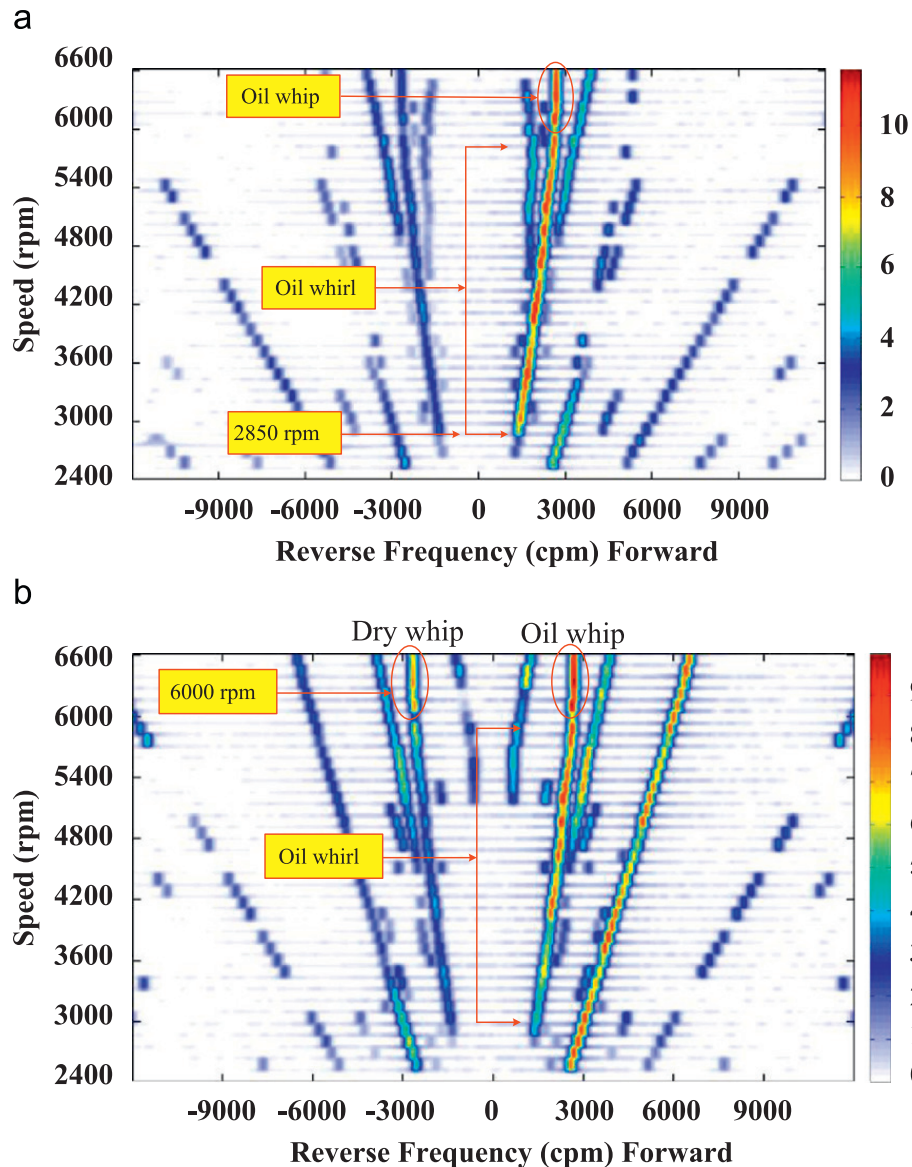 a
6600
6000
5400
4800
4200
3600
3000
2400
Speed (rpm)
Oil whip
Oil whirl
2850 rpm
10
8
6
4
2
0
-9000 -6000 -3000 0 3000 6000 9000
Reverse Frequency (cpm) Forward
b
Dry whip Oil whip
6600
6000
5400
4800
4200
3600
3000
2400
Speed (rpm)
6000 rpm
Oil whirl
-9000 -6000 -3000 0 3000 6000 9000
Reverse Frequency (cpm) Forward